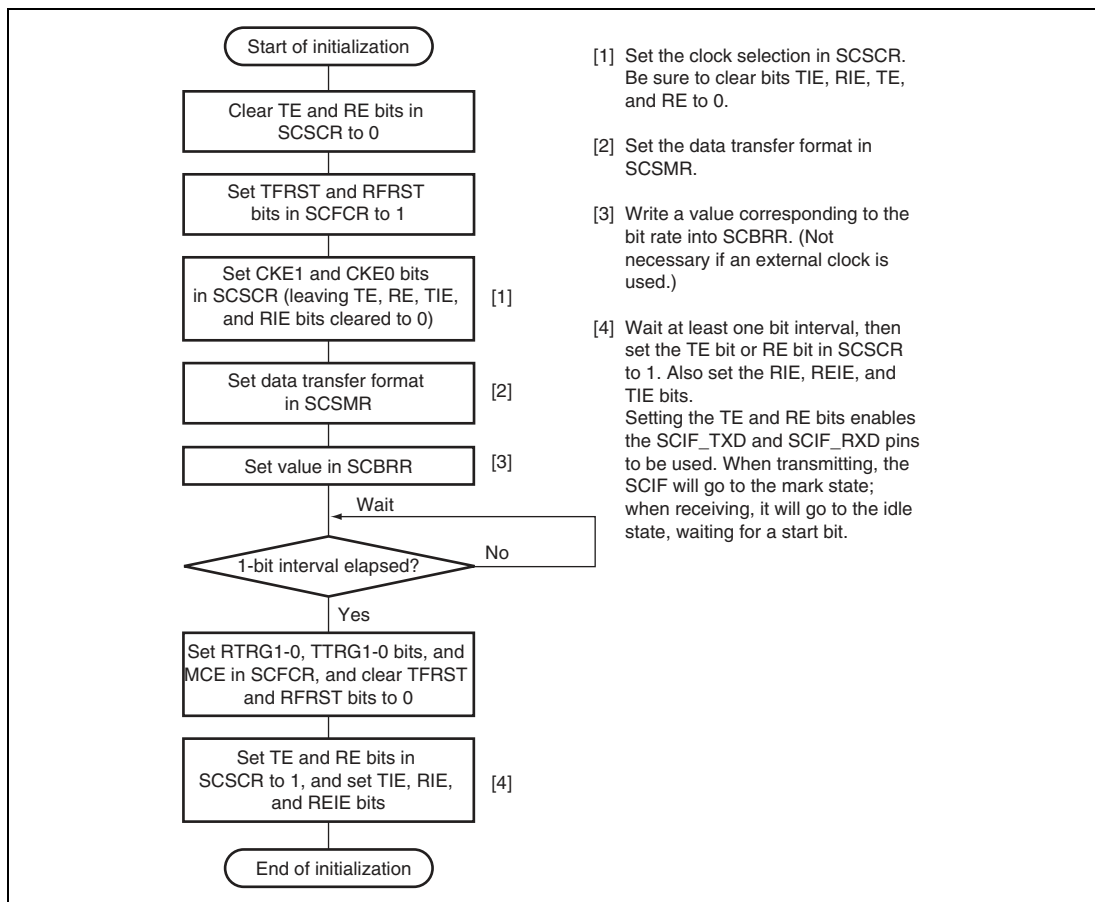 Start of initialization
Clear TE and RE bits in
SCSCR to 0
Set TFRST and RFRST
bits in SCFCR to 1
Set CKE1 and CKE0 bits
in SCSCR (leaving TE, RE, TIE,
and RIE bits cleared to 0)
[1]
Set data transfer format
in SCSMR
[2]
Set value in SCBRR
[3]
Wait
1-bit interval elapsed?
No
Yes
Set RTRG1-0, TTRG1-0 bits, and
MCE in SCFCR, and clear TFRST
and RFRST bits to 0
Set TE and RE bits in
SCSCR to 1, and set TIE, RIE,
and REIE bits
[4]
End of initialization
[1] Set the clock selection in SCSCR.
Be sure to clear bits TIE, RIE, TE,
and RE to 0.
[2] Set the data transfer format in
SCSMR.
[3] Write a value corresponding to the
bit rate into SCBRR. (Not
necessary if an external clock is
used.)
[4] Wait at least one bit interval, then
set the TE bit or RE bit in SCSCR
to 1. Also set the RIE, REIE, and
TIE bits.
Setting the TE and RE bits enables
the SCIF_TXD and SCIF_RXD pins
to be used. When transmitting, the
SCIF will go to the mark state;
when receiving, it will go to the idle
state, waiting for a start bit.